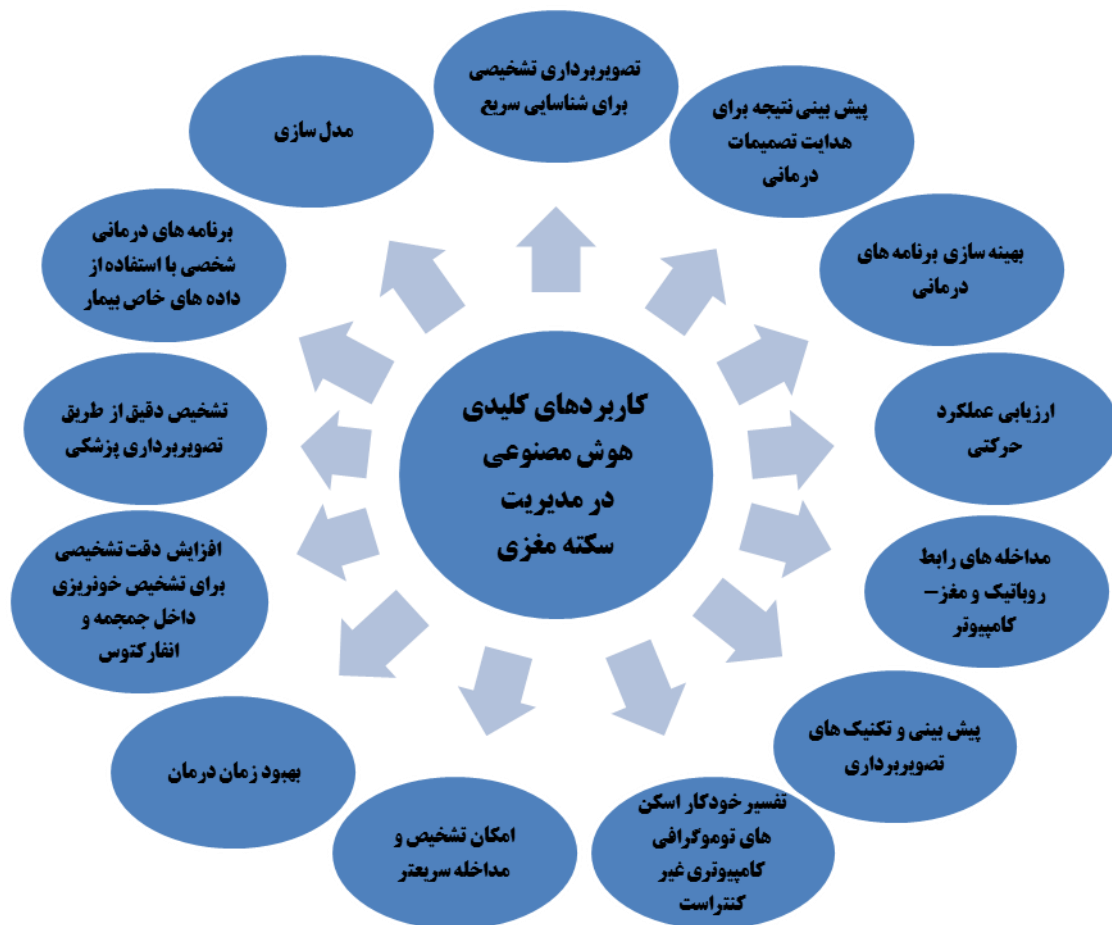 تصویربرداری تشخیصی
برای شناسایی سریع
پیش بینی نتیجه برای
هدایت تصمیمات
درمانی
بهینه سازی برنامه های
درمانی
ارزیابی عملکرد
حرکتی
مداخله های رابط
روباتیک و مغز–
کامپیوتر
پیش بینی و تکنیک های
تصویربرداری
تفسیر خودکار اسکن
های توموگرافی
کامپیوتری غیر
کنتراست
امکان تشخیص و
مداخله سریعتر
بهبود زمان درمان
افزایش دقت تشخیصی
برای تشخیص خونریزی
داخل جمجمه و
انفارکتوس
تشخیص دقیق از طریق
تصویربرداری پزشکی
برنامه های درمانی
شخصی با استفاده از
داده های خاص بیمار
مدل سازی
کاربردهای کلیدی
هوش مصنوعی
در مدیریت
سکته مغزی